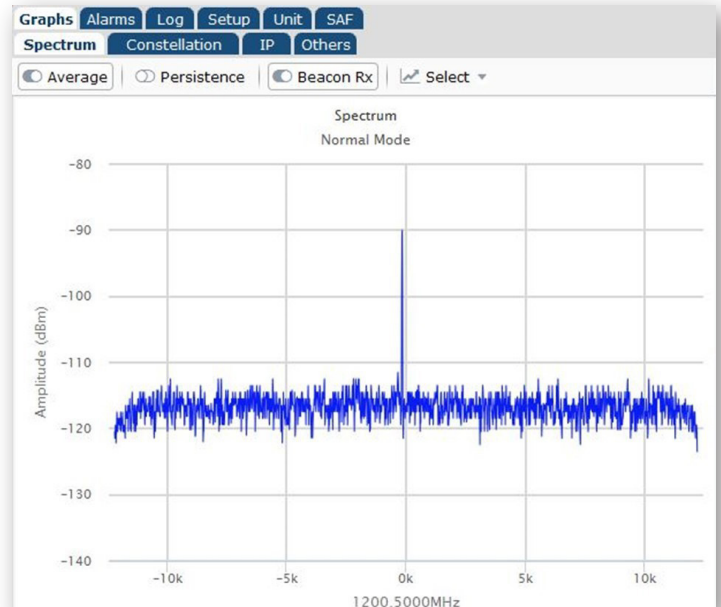 Graphs Alarms Log Setup Unit SAF
Spectrum Constellation IP Others
Average Persistence Beacon Rx Select
Spectrum
Normal Mode
Amplitude (dBm)
-80
-90
-100
-110
-120
-130
-140
-10k -5k 0k 5k 10k
1200.5000MHz